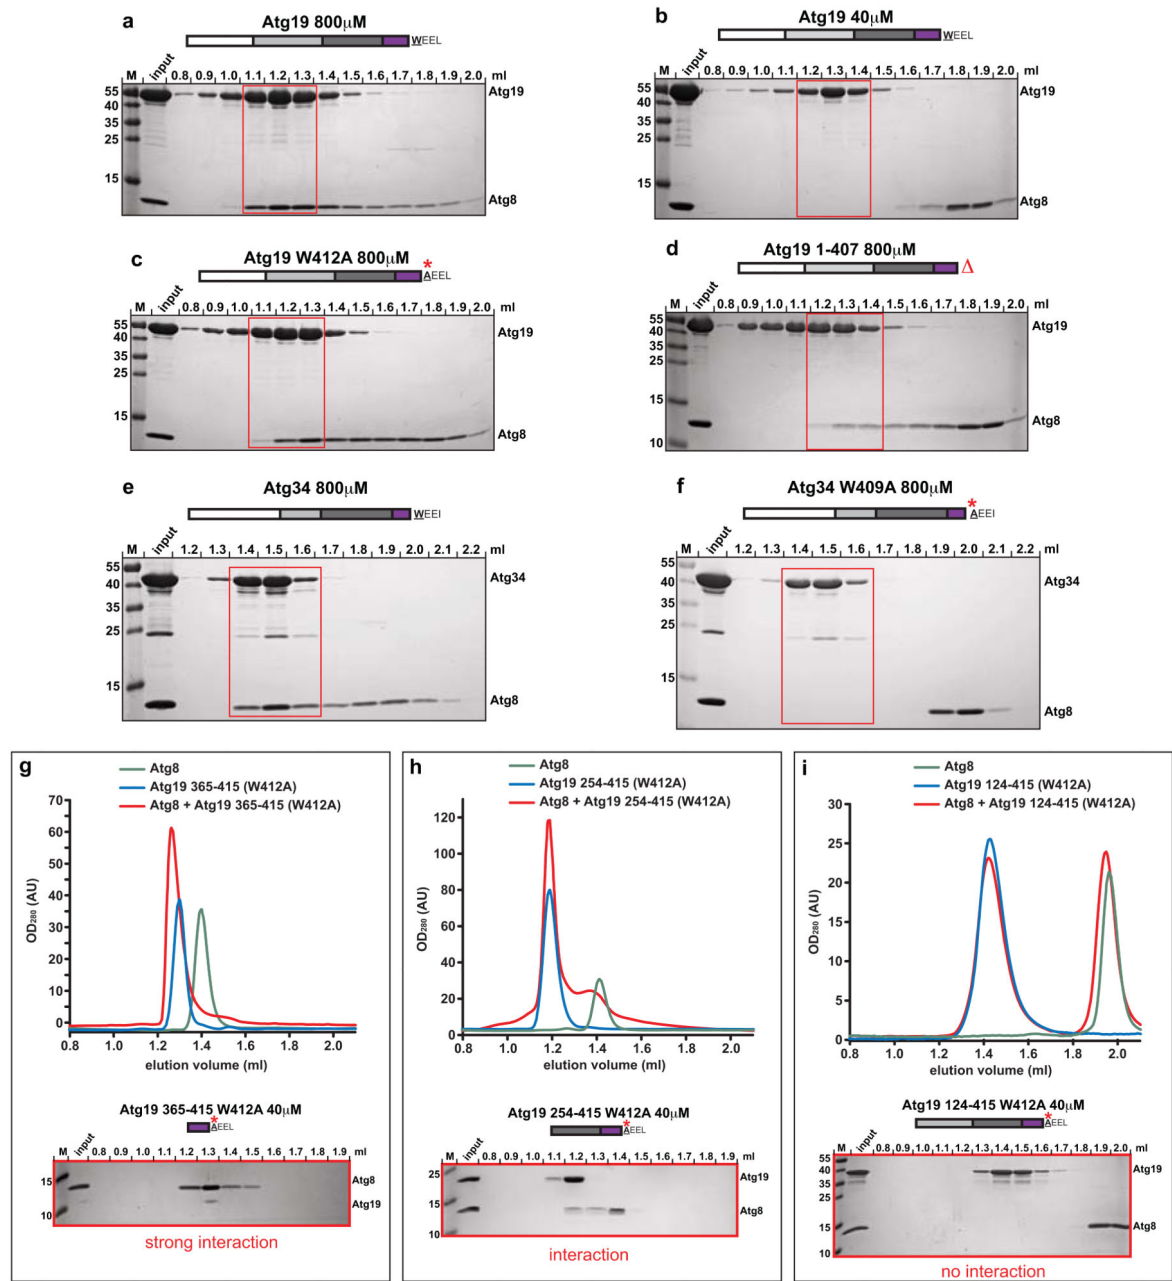 a
Atg19 800µM
WEEL
M input 0.8 0.9 1.0 1.1 1.2 1.3 1.4 1.5 1.6 1.7 1.8 1.9 2.0 ml
55
40
35
25
15
Atg19
Atg8
b
Atg19 40µM
WEEL
M input 0.8 0.9 1.0 1.1 1.2 1.3 1.4 1.5 1.6 1.7 1.8 1.9 2.0 ml
55
40
35
25
15
Atg19
Atg8
c
Atg19 W412A 800µM
*
AEEL
M input 0.8 0.9 1.0 1.1 1.2 1.3 1.4 1.5 1.6 1.7 1.8 1.9 2.0 ml
55
40
35
25
15
Atg19
Atg8
d
Atg19 1-407 800µM
Δ
M input 0.8 0.9 1.0 1.1 1.2 1.3 1.4 1.5 1.6 1.7 1.8 1.9 2.0 ml
55
40
35
25
15
10
Atg19
Atg8
e
Atg34 800µM
WEEI
M input 1.2 1.3 1.4 1.5 1.6 1.7 1.8 1.9 2.0 2.1 2.2 ml
55
40
35
25
15
Atg34
Atg8
f
Atg34 W409A 800µM
*
AEEI
M input 1.2 1.3 1.4 1.5 1.6 1.7 1.8 1.9 2.0 2.1 2.2 ml
55
40
35
25
15
Atg34
Atg8
g
Atg8
Atg19 365-415 (W412A)
Atg8 + Atg19 365-415 (W412A)
OD280 (AU)
70
60
50
40
30
20
10
0
0.8 1.0 1.2 1.4 1.6 1.8 2.0
elution volume (ml)
Atg19 365-415 W412A 40µM
*
AEEL
M input 0.8 0.9 1.0 1.1 1.2 1.3 1.4 1.5 1.6 1.7 1.8 1.9 ml
15
10
Atg8
Atg19
strong interaction
h
Atg8
Atg19 254-415 (W412A)
Atg8 + Atg19 254-415 (W412A)
OD280 (AU)
120
100
80
60
40
20
0
0.8 1.0 1.2 1.4 1.6 1.8 2.0
elution volume (ml)
Atg19 254-415 W412A 40µM
*
AEEL
M input 0.8 0.9 1.0 1.1 1.2 1.3 1.4 1.5 1.6 1.7 1.8 1.9 ml
25
15
10
Atg19
Atg8
interaction
i
Atg8
Atg19 124-415 (W412A)
Atg8 + Atg19 124-415 (W412A)
OD280 (AU)
30
25
20
15
10
5
0
0.8 1.0 1.2 1.4 1.6 1.8 2.0
elution volume (ml)
Atg19 124-415 W412A 40µM
*
AEEL
M input 0.8 0.9 1.0 1.1 1.2 1.3 1.4 1.5 1.6 1.7 1.8 1.9 2.0 ml
55
40
35
25
15
10
Atg19
Atg8
no interaction